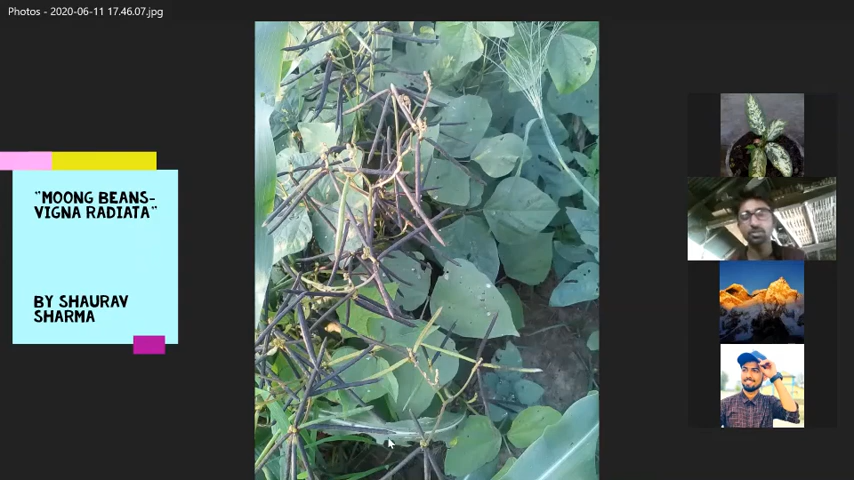 Photos - 2020-06-11 17.46.07.jpg
"MOONG BEANS-
VIGNA RADIATA"
BY SHAURAV
SHARMA